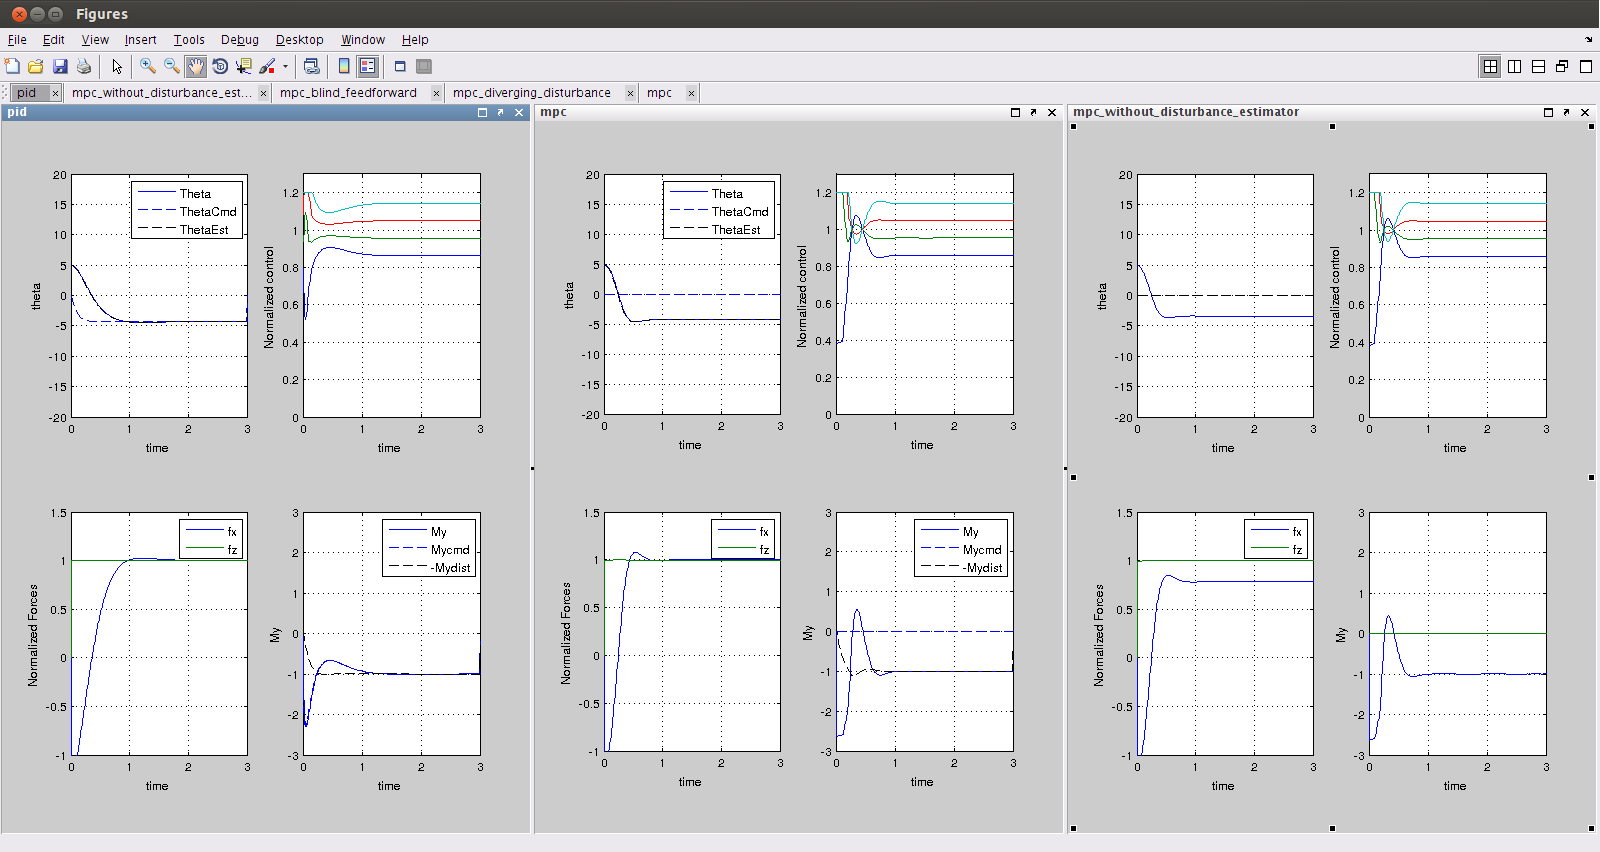 Figures
File Edit View Insert Tools Debug Desktop Window Help
pid mpc_without_disturbance_est... mpc_blind_feedforward mpc_diverging_disturbance mpc
pid
20
15
10
5
0
-5
-10
-15
-20
0 1 2 3
time
theta
Theta
ThetaCmd
ThetaEst
1.2
1
0.8
0.6
0.4
0.2
0
0 1 2 3
time
Normalized control
1.5
1
0.5
0
-0.5
-1
0 1 2 3
time
Normalized Forces
fx
fz
3
2
1
0
-1
-2
-3
0 1 2 3
time
My
My
Mycmd
-Mydist
mpc
20
15
10
5
0
-5
-10
-15
-20
0 1 2 3
time
theta
Theta
ThetaCmd
ThetaEst
1.2
1
0.8
0.6
0.4
0.2
0
0 1 2 3
time
Normalized control
1.5
1
0.5
0
-0.5
-1
0 1 2 3
time
Normalized Forces
fx
fz
3
2
1
0
-1
-2
-3
0 1 2 3
time
My
My
Mycmd
-Mydist
mpc_without_disturbance_estimator
20
15
10
5
0
-5
-10
-15
-20
0 1 2 3
time
theta
1.2
1
0.8
0.6
0.4
0.2
0
0 1 2 3
time
Normalized control
1.5
1
0.5
0
-0.5
-1
0 1 2 3
time
Normalized Forces
fx
fz
3
2
1
0
-1
-2
-3
0 1 2 3
time
My